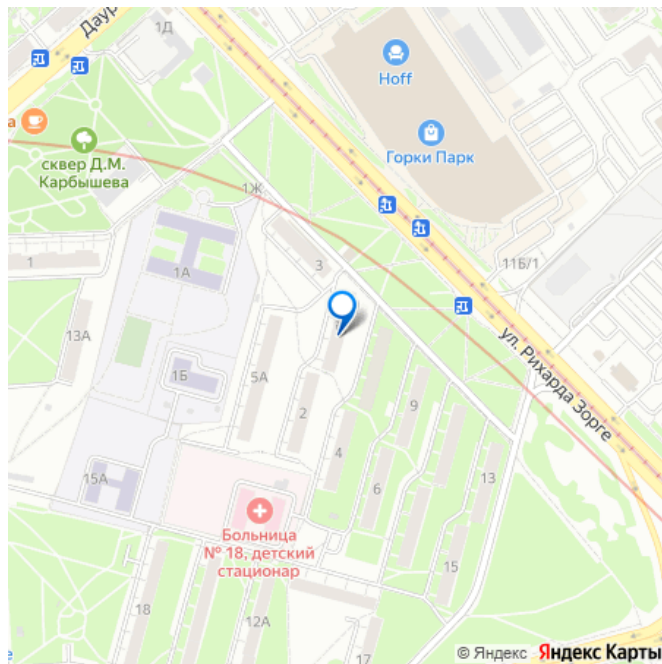 Даур
1Д
Hoff
а
Горки Парк
сквер Д.М.
Карбышева
1Ж
11Б/1
3
1
1А
13А
ул. Рихарда Зорге
1Б
5А
2
9
4
15А
6
13
Больница
№ 18, детский
стационар
15
18
12А
17
е
© Яндекс Яндекс Карты